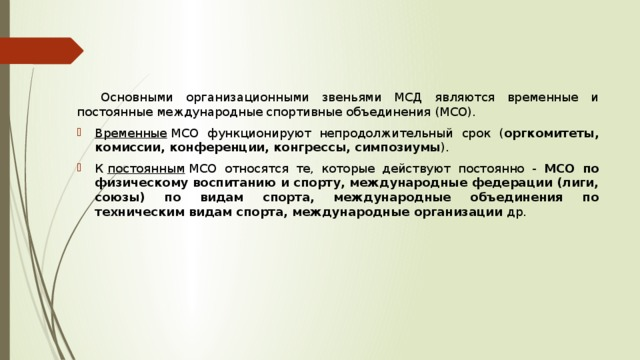 Основными организационными звеньями МСД являются временные и
постоянные международные спортивные объединения (МСО).
Временные МСО функционируют непродолжительный срок (оргкомитеты,
комиссии, конференции, конгрессы, симпозиумы).
К постоянным МСО относятся те, которые действуют постоянно - МСО по
физическому воспитанию и спорту, международные федерации (лиги,
союзы) по видам спорта, международные объединения по
техническим видам спорта, международные организации др.